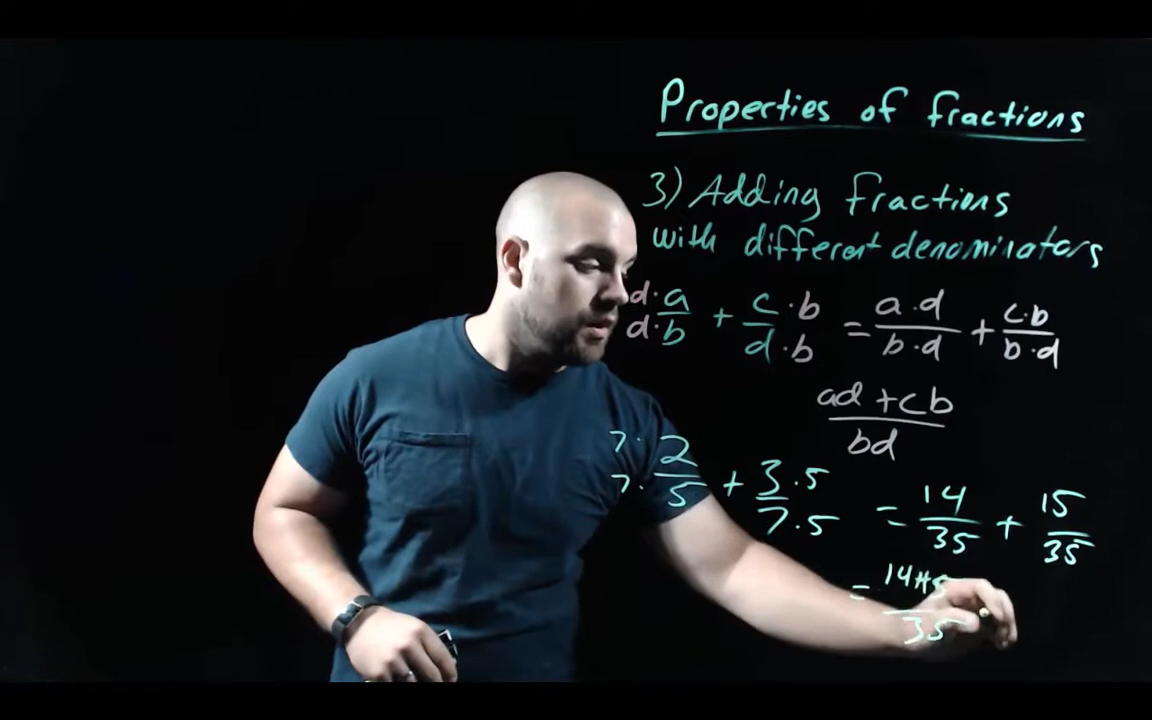 Properties of fractions
3) Adding fractions
with different denominators
d·a/d·b + c·b/d·b = a·d/b·d + c·b/b·d
ad + cb/bd
7·2/7·5 + 3·5/7·5 = 14/35 + 15/35
= 14+15/35